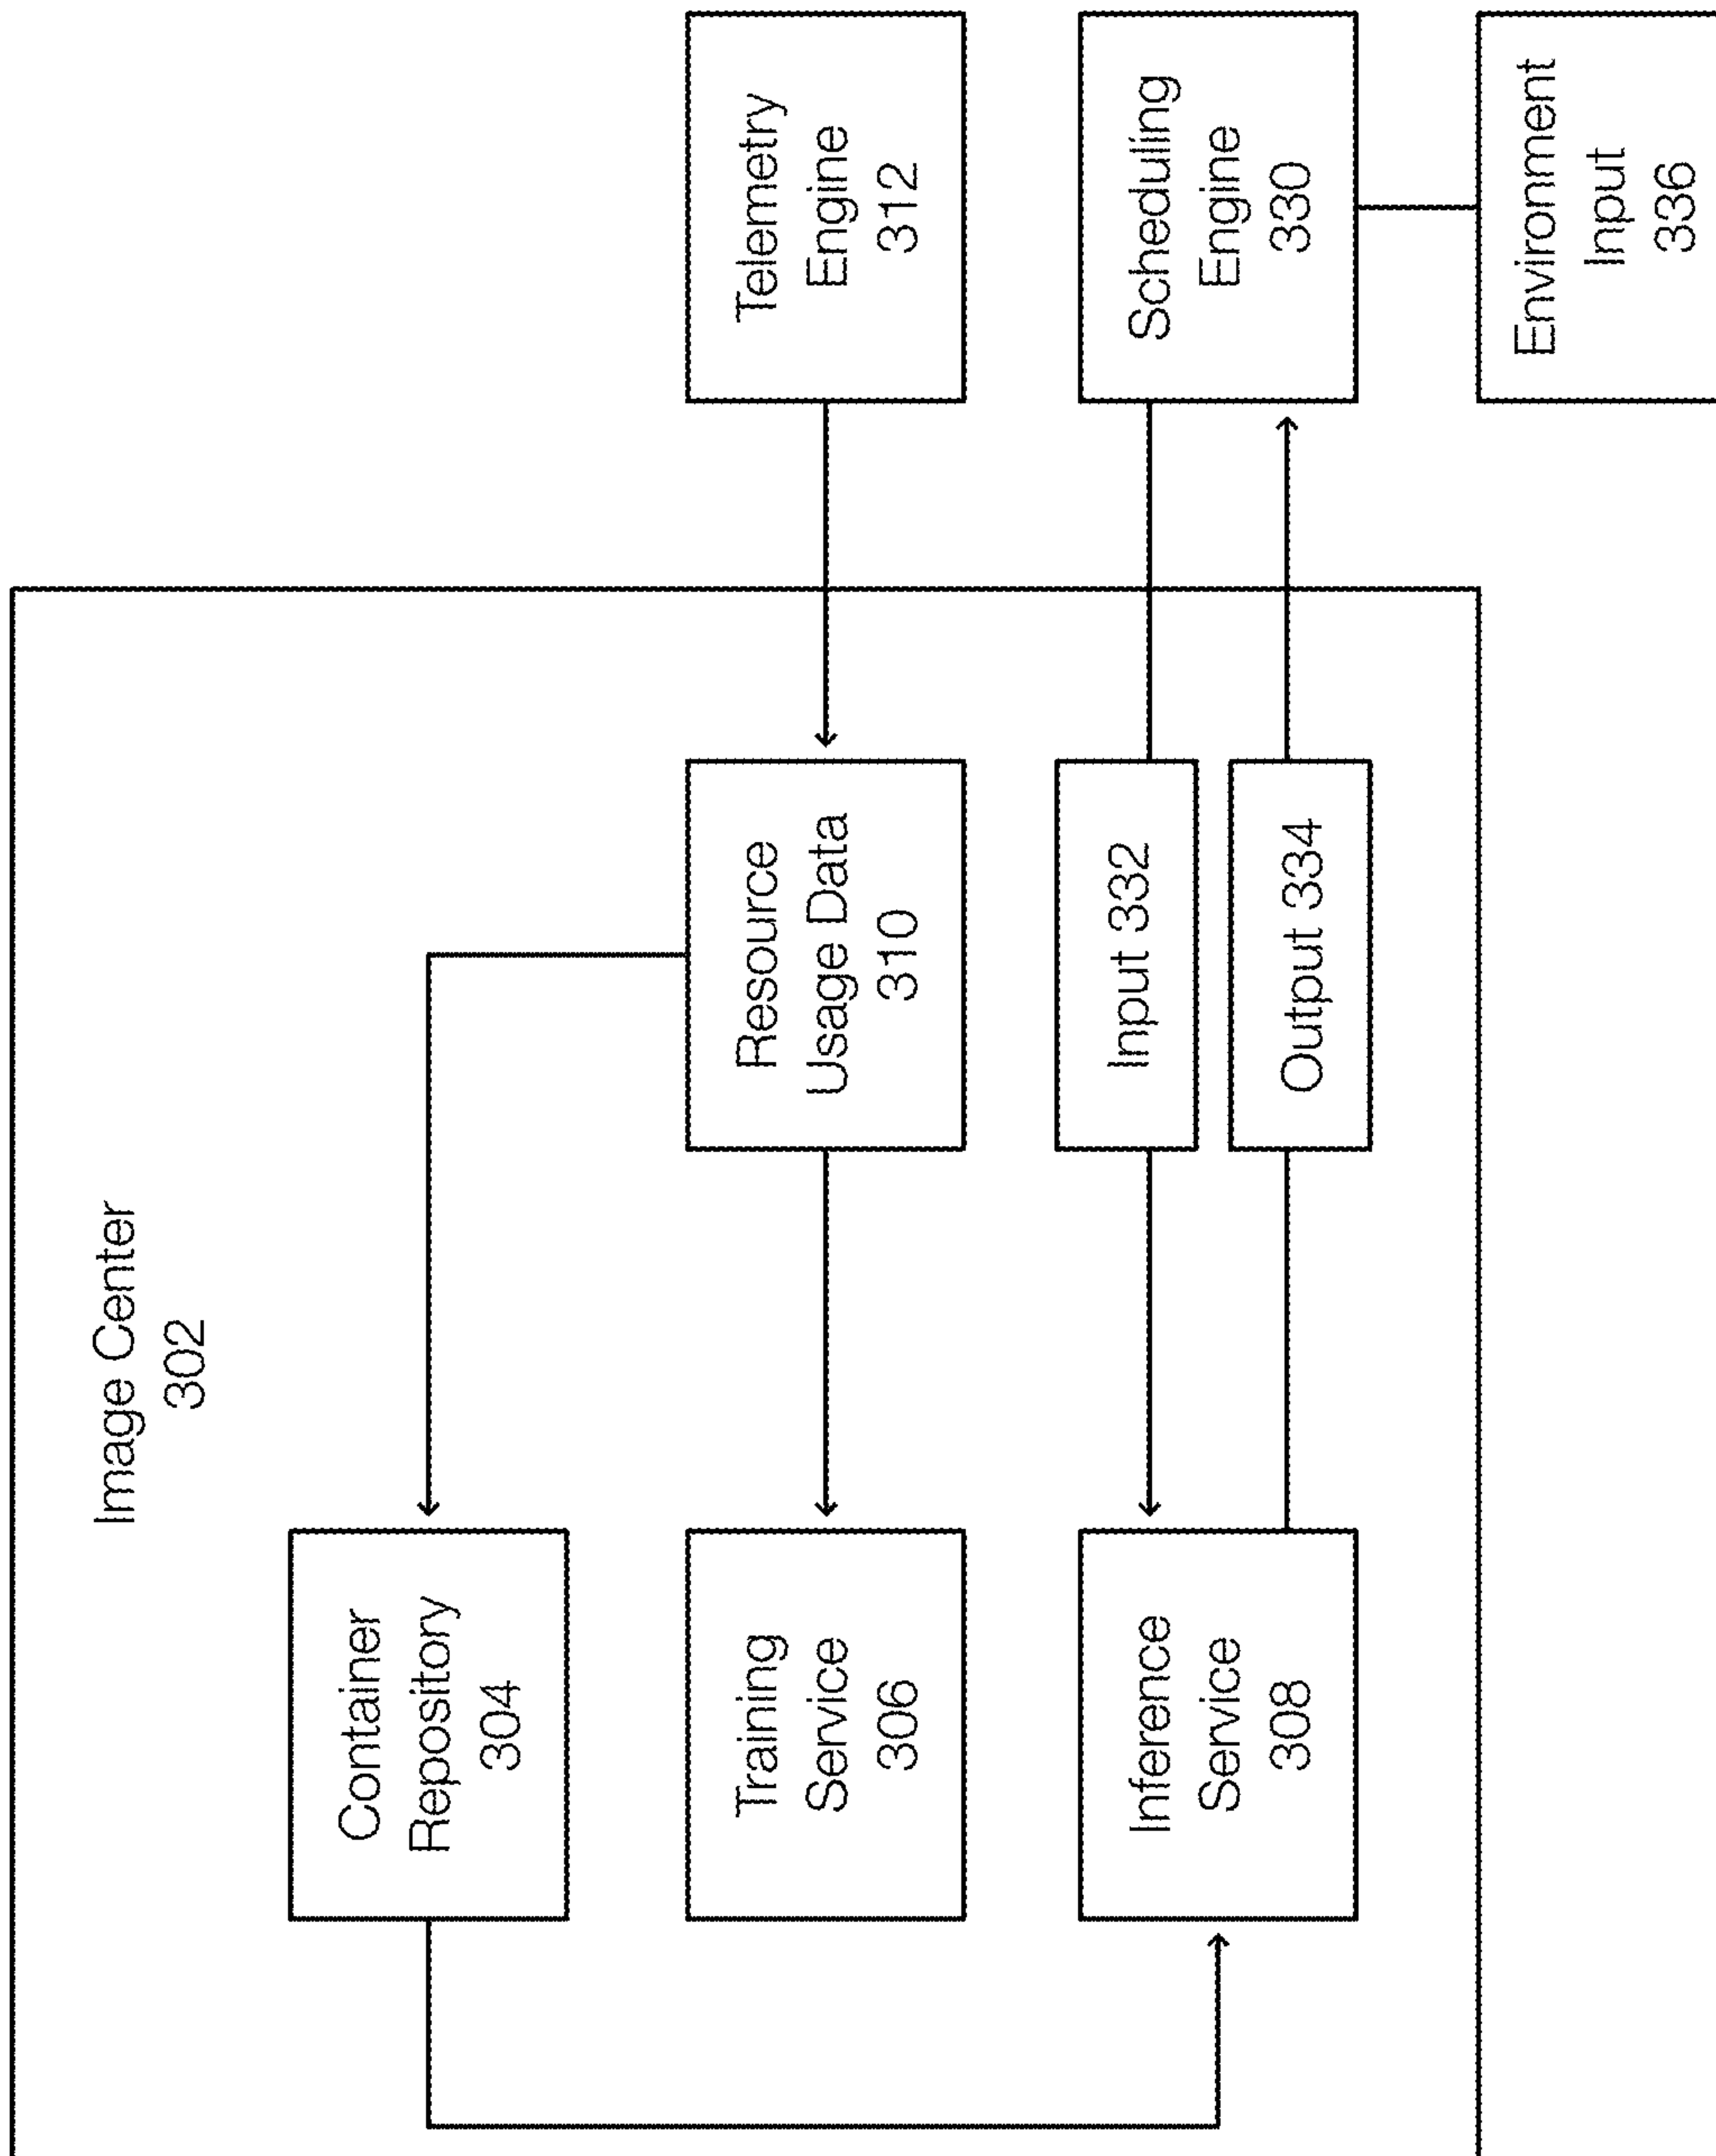 Image Center
302
Container
Repository
304
Training
Service
306
Inference
Service
308
Resource
Usage Data
310
Input 332
Output 334
Telemetry
Engine
312
Scheduling
Engine
330
Environment
Input
336